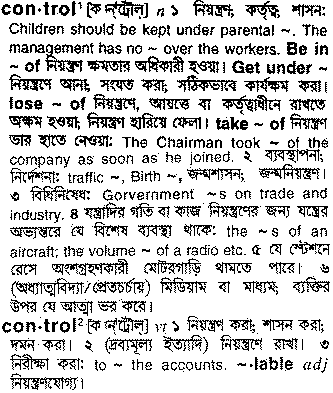 con·trol¹ [ক ন্‌ট্রৌল্] n ১ নিয়ন্ত্রণ; কর্তৃত্ব; শাসন:
Children should be kept under parental ~. The
management has no ~ over the workers. Be in
~ of নিয়ন্ত্রণ ক্ষমতার অধিকারী হওয়া। Get under ~
নিয়ন্ত্রণে আনা; সংযত করা; সঠিকভাবে কার্যক্ষম করা।
lose ~ of নিয়ন্ত্রণে, আয়ত্তে বা কর্তৃত্বাধীনে রাখতে
অক্ষম হওয়া; নিয়ন্ত্রণ হারিয়ে ফেলা। take ~ of নিয়ন্ত্রণ
ভার হাতে নেওয়া: The Chairman took ~ of the
company as soon as he joined. ২ ব্যবস্থাপনা;
নির্দেশনা: traffic ~, Birth ~, জন্মশাসন; জন্মনিয়ন্ত্রণ।
৩ বিধিনিষেধ: Gorvernment ~s on trade and
industry. ৪ যন্ত্রাদির গতি বা কাজ নিয়ন্ত্রণের জন্য যন্ত্রের
অভ্যন্তরে যে বিশেষ ব্যবস্থা থাকে: the ~s of an
aircraft; the volume ~ of a radio etc. ৫ যে স্টেশনে
রেসে অংশগ্রহণকারী মোটরগাড়ি থামতে পারে। ৬
(অধ্যাত্মবিদ্যা/প্রেতচর্চায়) মিডিয়াম বা মাধ্যম; ব্যক্তির
উপর যে আত্মা ভর করে।
con·trol² [ক ন্‌ট্রৌল্] vt ১ নিয়ন্ত্রণ করা; শাসন করা;
দমন করা। ২ (দ্রব্যমূল্য ইত্যাদি) নিয়ন্ত্রণে রাখা। ৩
নিরীক্ষা করা: to ~ the accounts. ~·lable adj
নিয়ন্ত্রণযোগ্য।